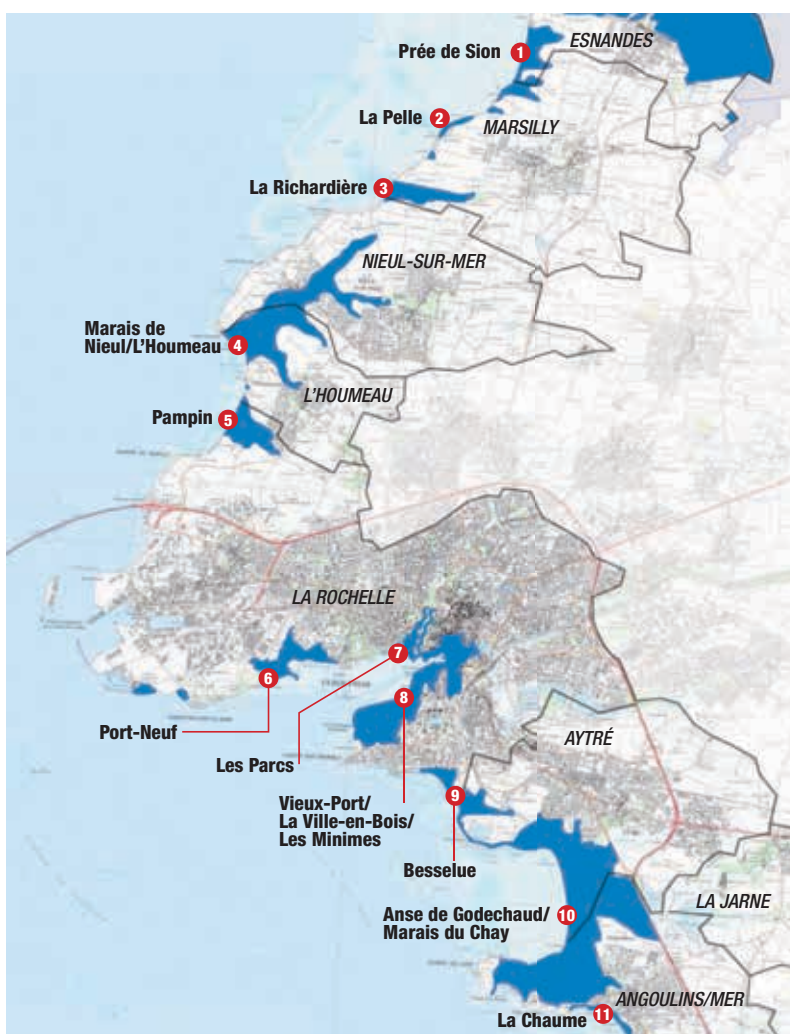 ESNANDES
1
Prée de Sion
La Pelle
2
MARSILLY
La Richardière
3
NIEUL-SUR-MER
Marais de
Nieul/L'Houmeau
4
L'HOUMEAU
Pampin
5
LA ROCHELLE
7
6
8
Port-Neuf
AYTRÉ
Les Parcs
9
Vieux-Port/
La Ville-en-Bois/
Les Minimes
Besselue
LA JARNE
Anse de Godechaud/
Marais du Chay
10
ANGOULINS/MER
11
La Chaume